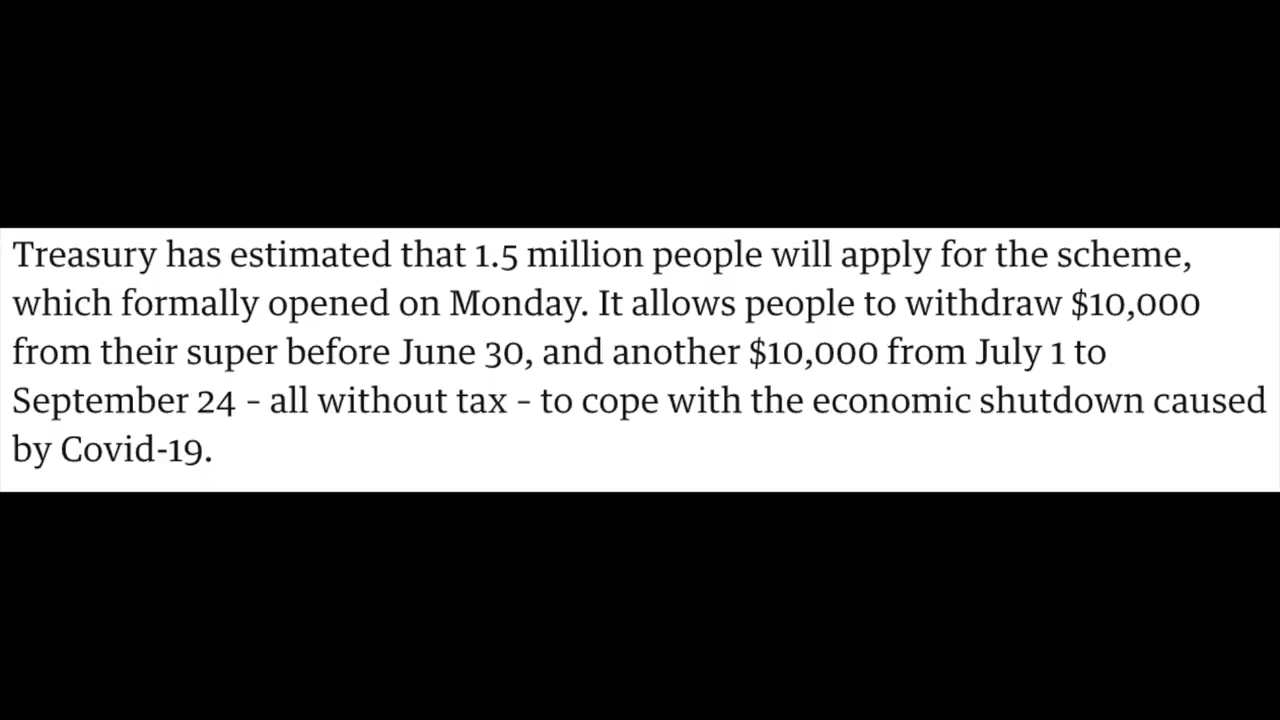 Treasury has estimated that 1.5 million people will apply for the scheme,
which formally opened on Monday. It allows people to withdraw $10,000
from their super before June 30, and another $10,000 from July 1 to
September 24 – all without tax – to cope with the economic shutdown caused
by Covid-19.